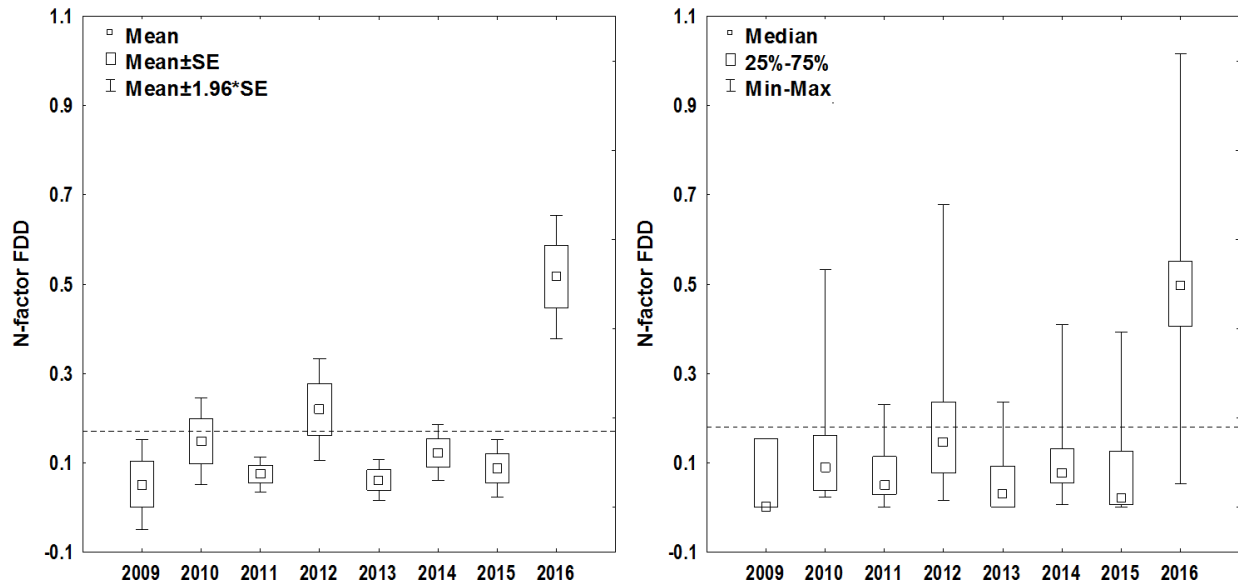 1.1
0.9
0.7
0.5
0.3
0.1
-0.1
N-factor FDD
Mean
Mean±SE
Mean±1.96*SE
2009 2010 2011 2012 2013 2014 2015 2016
1.1
0.9
0.7
0.5
0.3
0.1
-0.1
N-factor FDD
Median
25%-75%
Min-Max
2009 2010 2011 2012 2013 2014 2015 2016